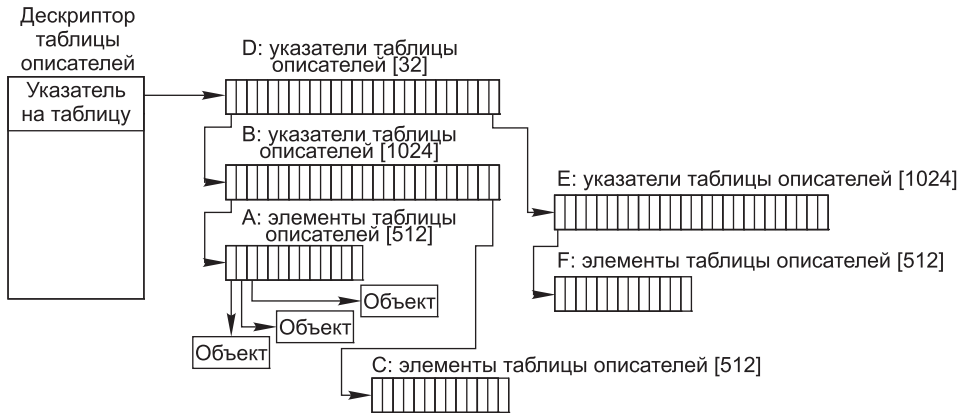 Дескриптор
таблицы
описателей
Указатель
на таблицу
D: указатели таблицы
описателей [32]
B: указатели таблицы
описателей [1024]
A: элементы таблицы
описателей [512]
Объект
Объект
Объект
C: элементы таблицы описателей [512]
E: указатели таблицы описателей [1024]
F: элементы таблицы описателей [512]